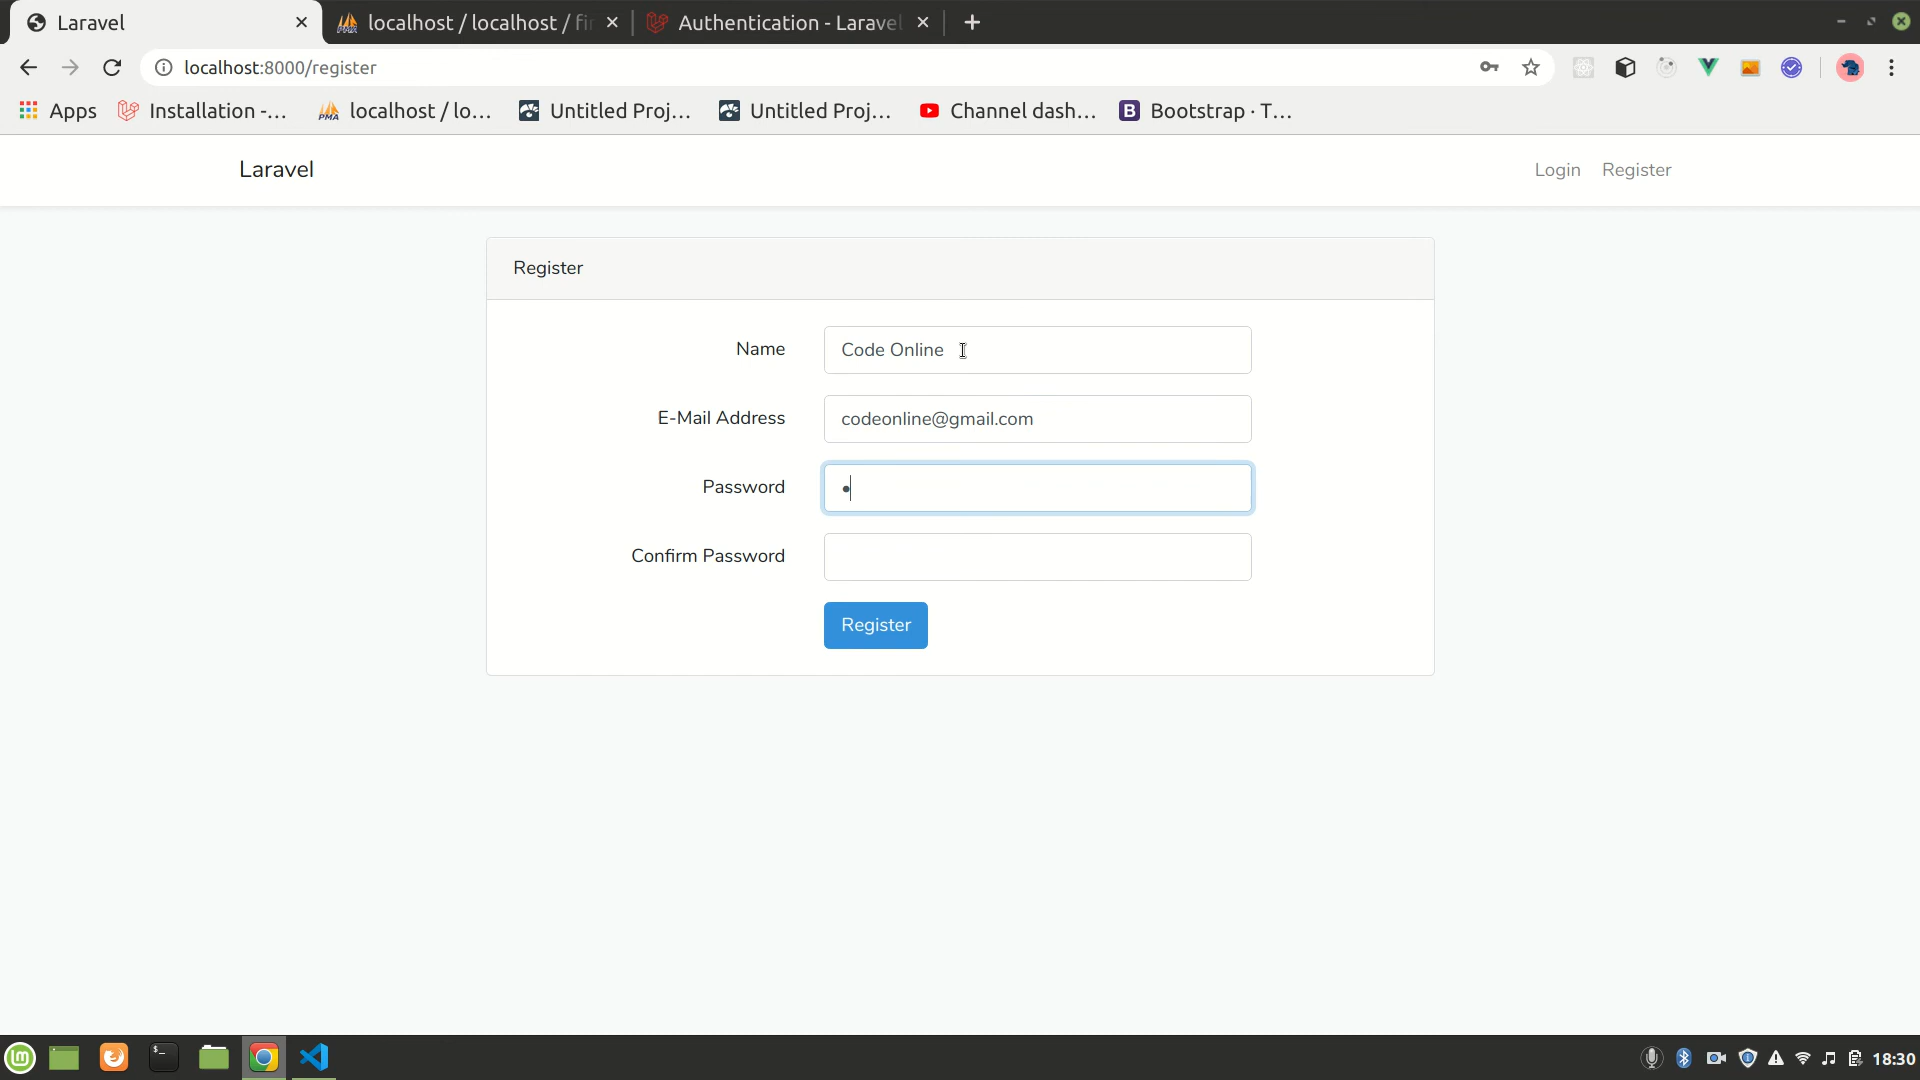 Laravel
localhost / localhost / fir
Authentication - Laravel
localhost:8000/register
Apps
Installation -...
localhost / lo...
Untitled Proj...
Untitled Proj...
Channel dash...
B
Bootstrap · T...
Laravel
Login
Register
Register
Name
Code Online
E-Mail Address
codeonline@gmail.com
Password
Confirm Password
Register
18:30